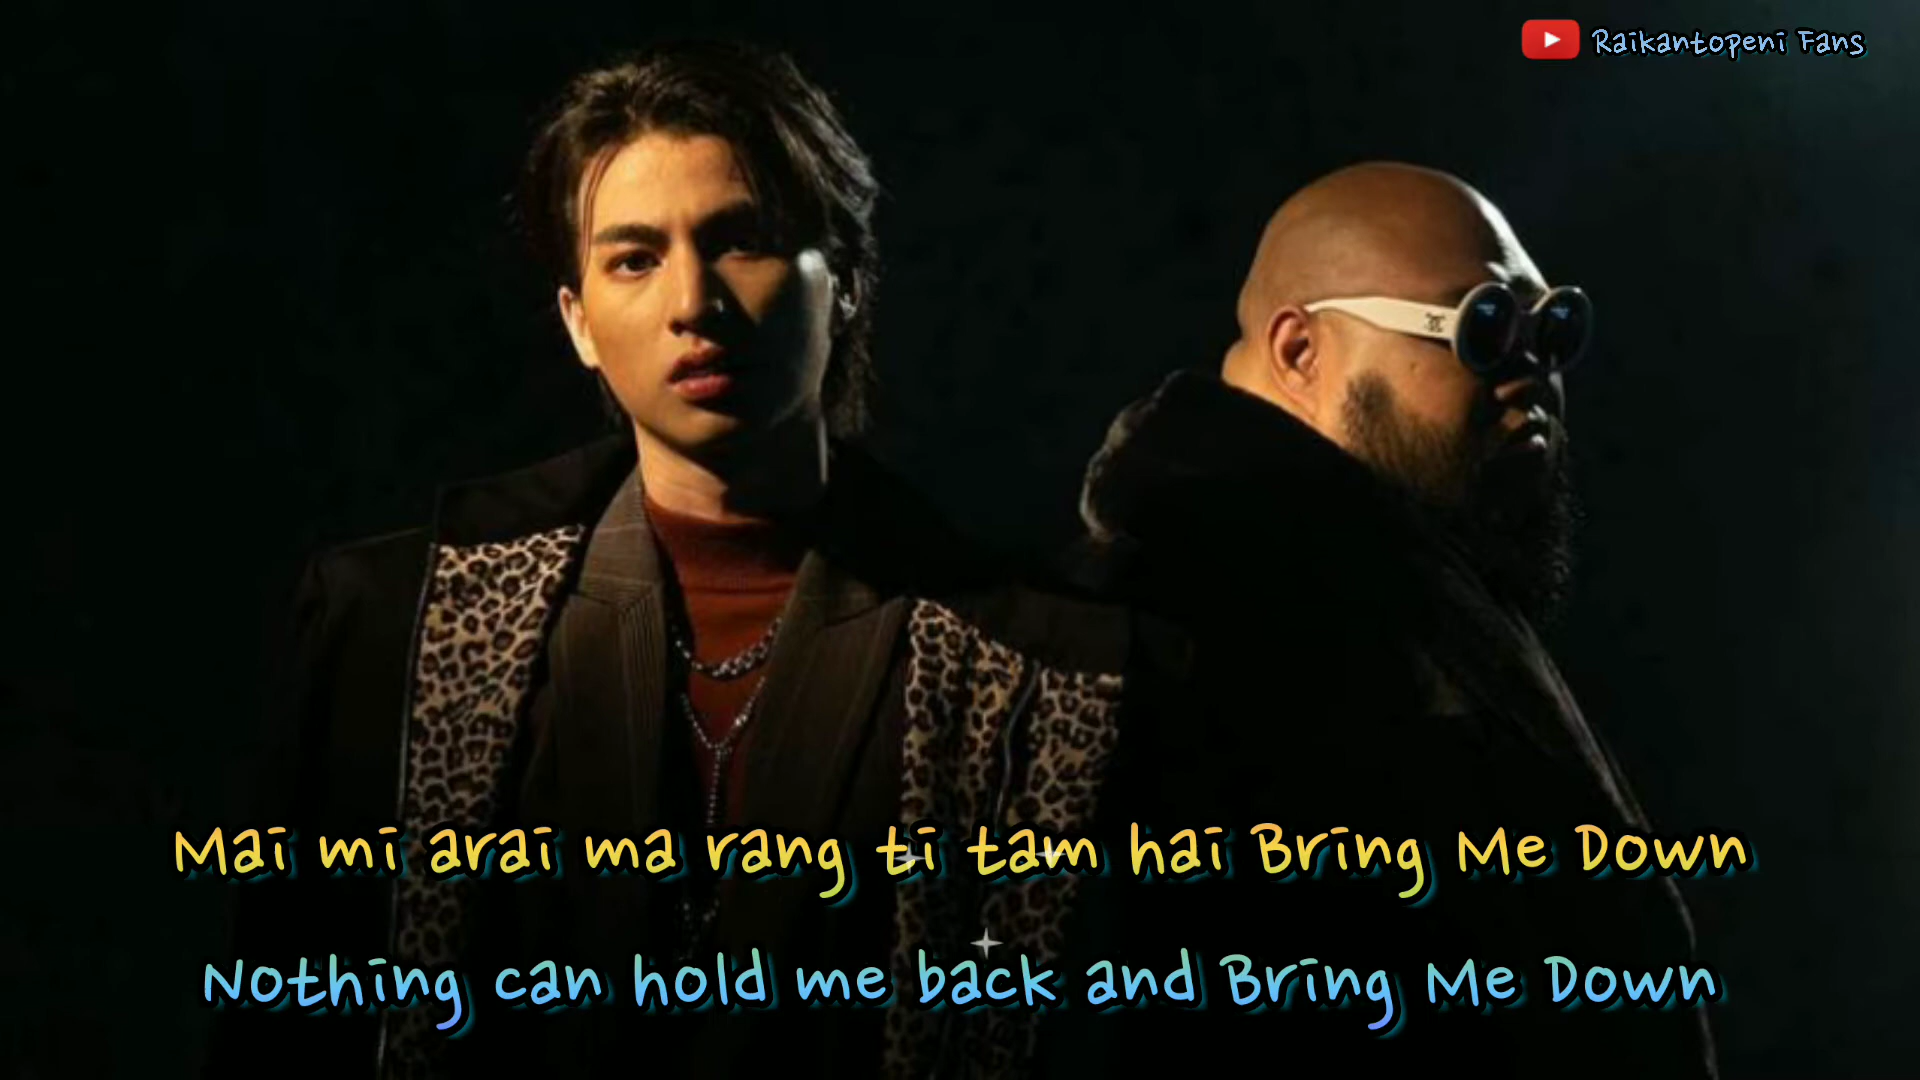 Raikantopeni Fans
Mai mi arai ma rang ti tam hai Bring Me Down
Nothing can hold me back and Bring Me Down